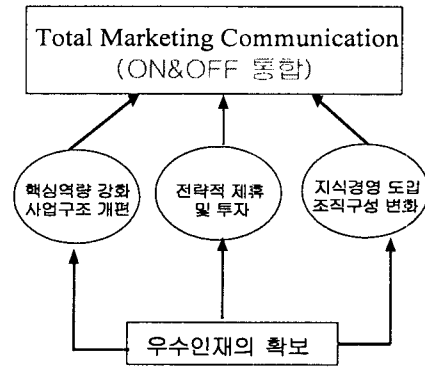 Total Marketing Communication
(ON&OFF 통합)
핵심역량 강화
사업구조 개편
전략적 제휴
및 투자
지식경영 도입
조직구성 변화
우수인재의 확보